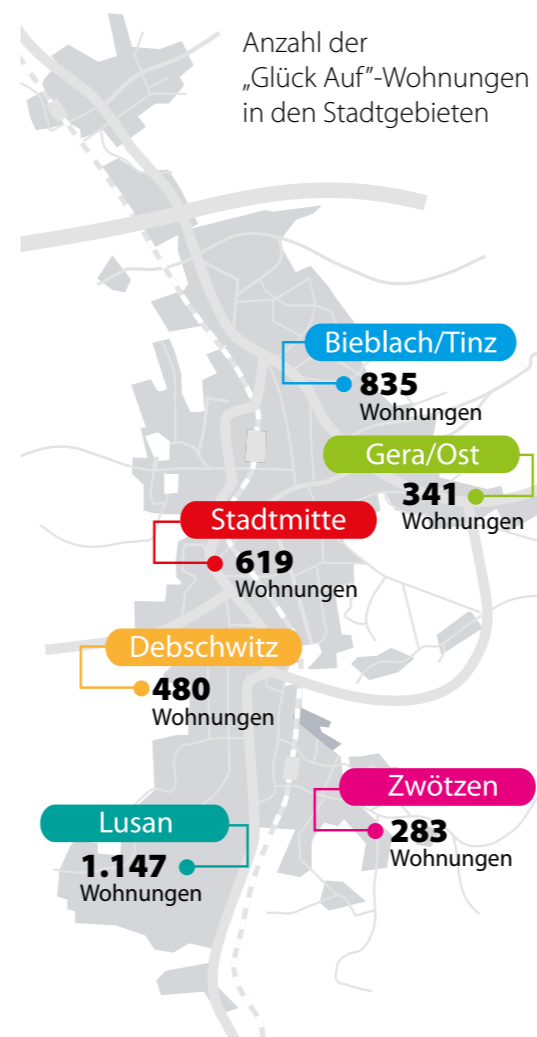 Anzahl der
„Glück Auf”-Wohnungen
in den Stadtgebieten
Bieblach/Tinz
835
Wohnungen
Gera/Ost
341
Wohnungen
Stadtmitte
619
Wohnungen
Debschwitz
480
Wohnungen
Zwötzen
283
Wohnungen
Lusan
1.147
Wohnungen